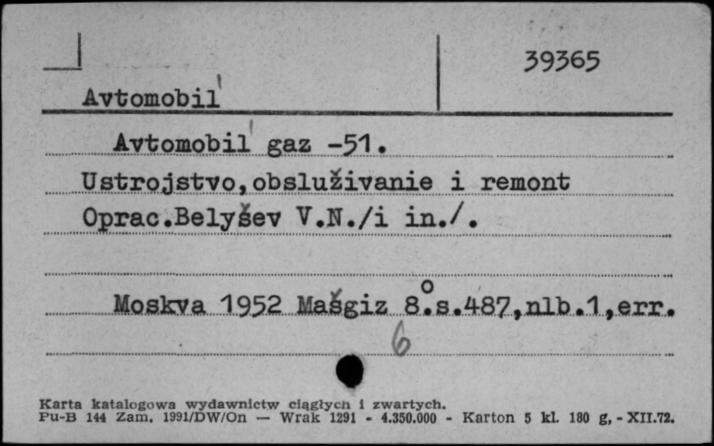 39365
Avtomobil'
Avtomobil' gaz -51.
Ustrojstvo,obsluživanie i remont
Oprac.Belyšev V.N./i in./.
Moskva 1952 Mašgiz 8°.s.487,nlb.1,err.
6
Karta katalogowa wydawnictw ciągłych i zwartych.
Pu-B 144 Zam. 1991/DW/On — Wrak 1291 - 4.350.000 - Karton 5 kl. 180 g, - XII.72.